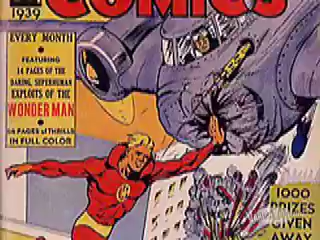 COMICS
1939
EVERY MONTH
FEATURING
14 PAGES OF THE
DARING, SUPERHUMAN
EXPLOITS OF THE
WONDER MAN
64 PAGES of THRILLS
IN FULL COLOR
1000
PRIZES
GIVEN
AWAY